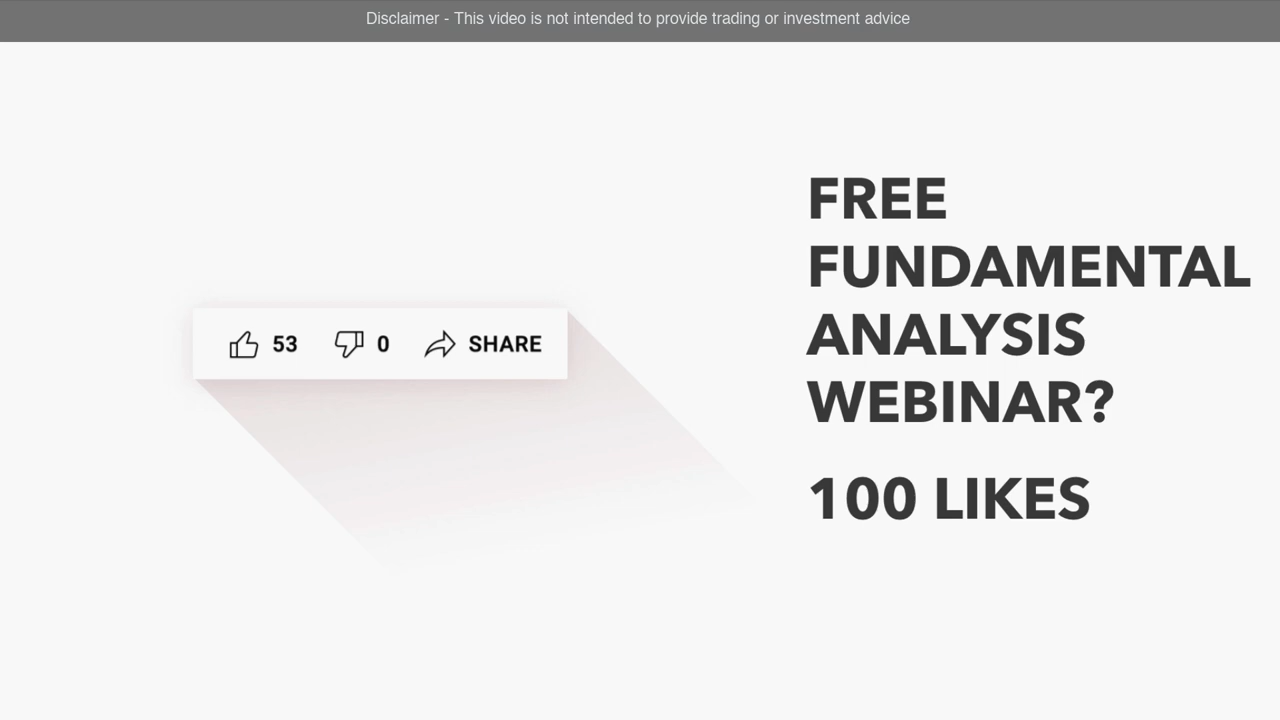 Disclaimer - This video is not intended to provide trading or investment advice
FREE
FUNDAMENTAL
ANALYSIS
WEBINAR?
53 0 SHARE
100 LIKES